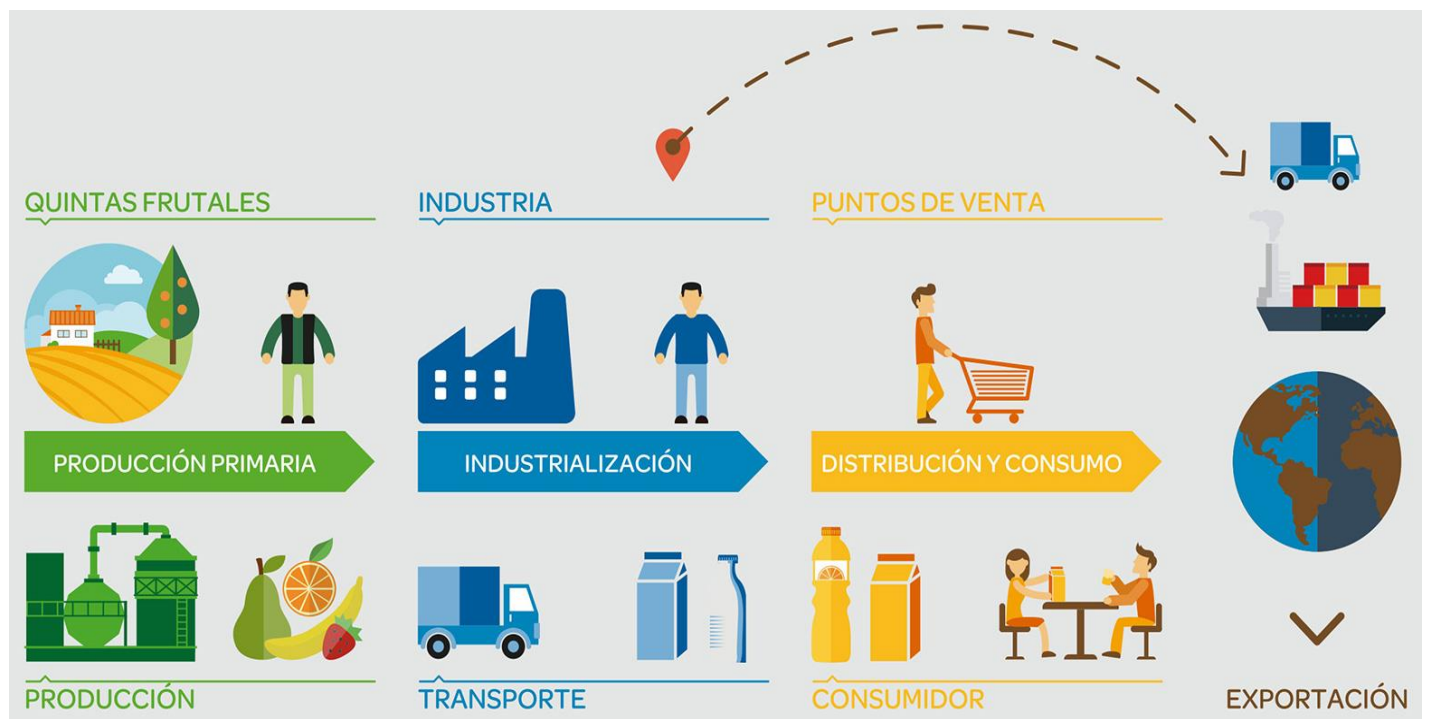 QUINTAS FRUTALES
INDUSTRIA
PUNTOS DE VENTA
PRODUCCIÓN PRIMARIA
INDUSTRIALIZACIÓN
DISTRIBUCIÓN Y CONSUMO
PRODUCCIÓN
TRANSPORTE
CONSUMIDOR
EXPORTACIÓN